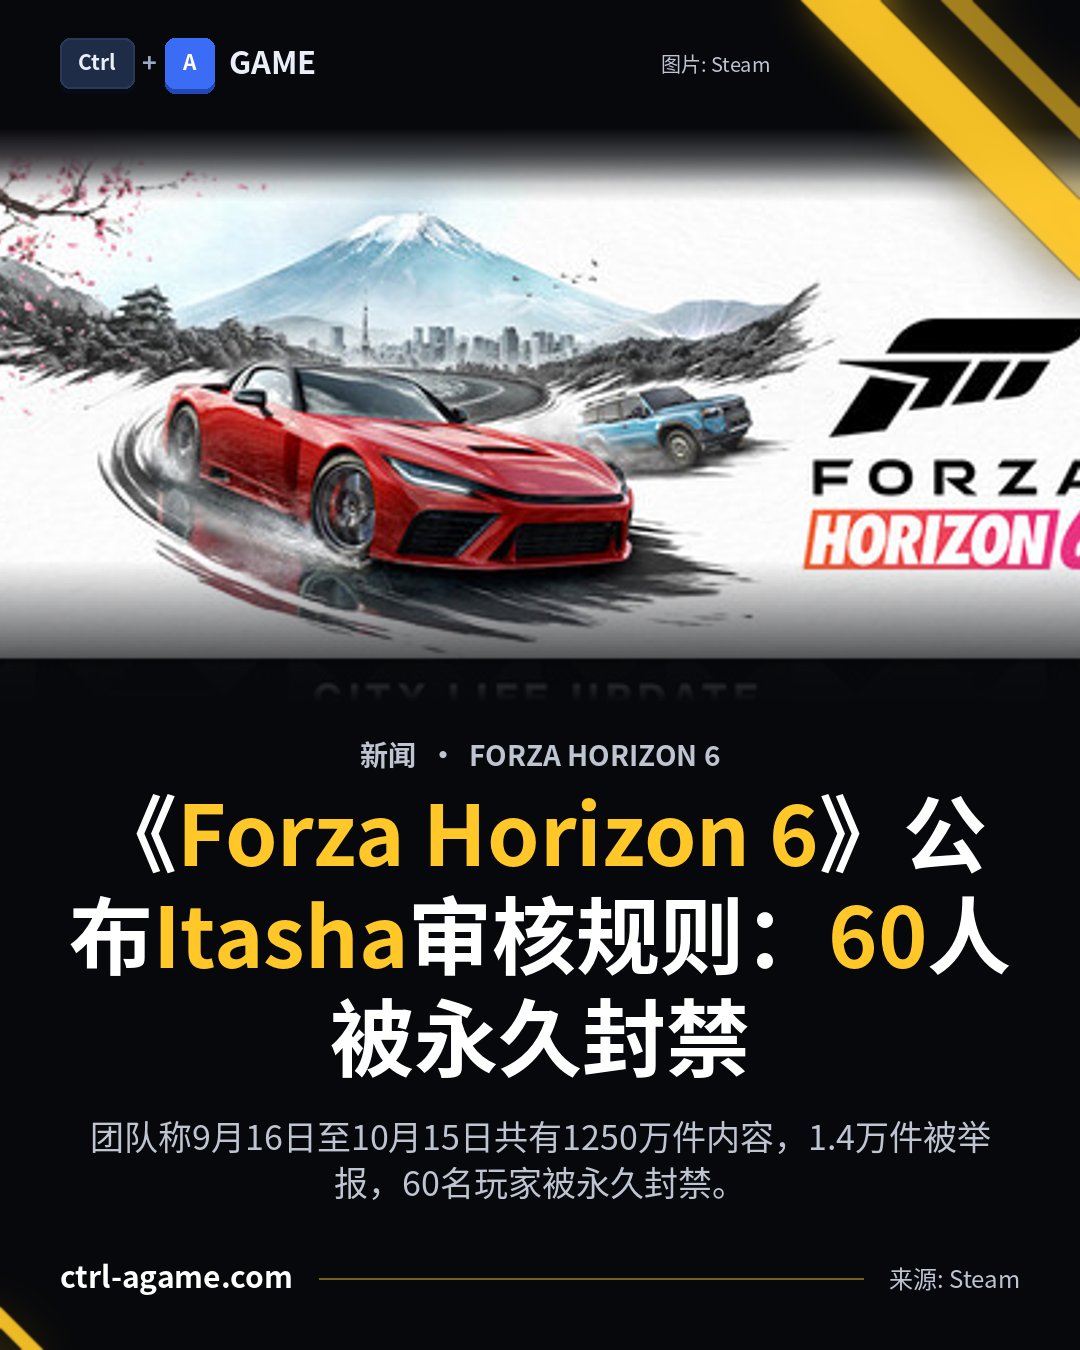 Ctrl + A GAME
图片: Steam
FORZA
HORIZON 6
CITY LIFE UPDATE
新闻 · FORZA HORIZON 6
《Forza Horizon 6》公
布Itasha审核规则：60人
被永久封禁
团队称9月16日至10月15日共有1250万件内容，1.4万件被举
报，60名玩家被永久封禁。
ctrl-agame.com
来源: Steam